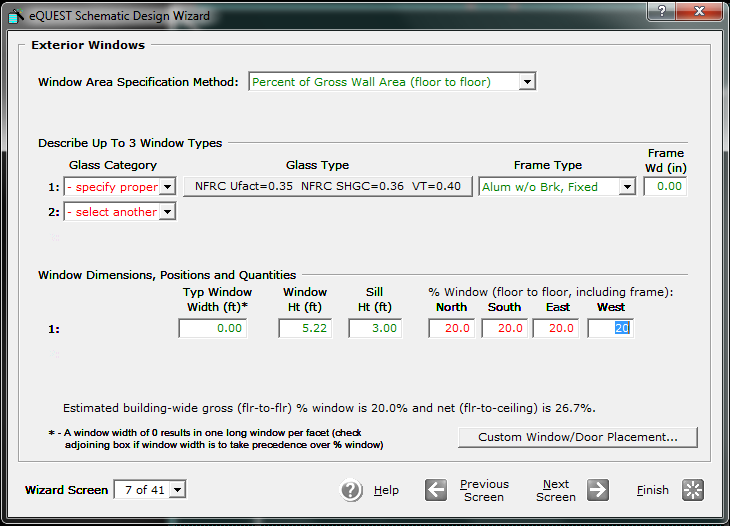 eQUEST Schematic Design Wizard
Exterior Windows
Window Area Specification Method: Percent of Gross Wall Area (floor to floor)
Describe Up To 3 Window Types
Glass Category Glass Type Frame Type Frame Wd (in)
1: - specify proper NFRC Ufact=0.35 NFRC SHGC=0.36 VT=0.40 Alum w/o Brk, Fixed 0.00
2: - select another
Window Dimensions, Positions and Quantities
Typ Window Window Sill % Window (floor to floor, including frame):
Width (ft)* Ht (ft) Ht (ft) North South East West
1: 0.00 5.22 3.00 20.0 20.0 20.0 20
Estimated building-wide gross (flr-to-flr) % window is 20.0% and net (flr-to-ceiling) is 26.7%.
* - A window width of 0 results in one long window per facet (check
adjoining box if window width is to take precedence over % window)
Custom Window/Door Placement...
Wizard Screen 7 of 41 Help Previous Screen Next Screen Finish